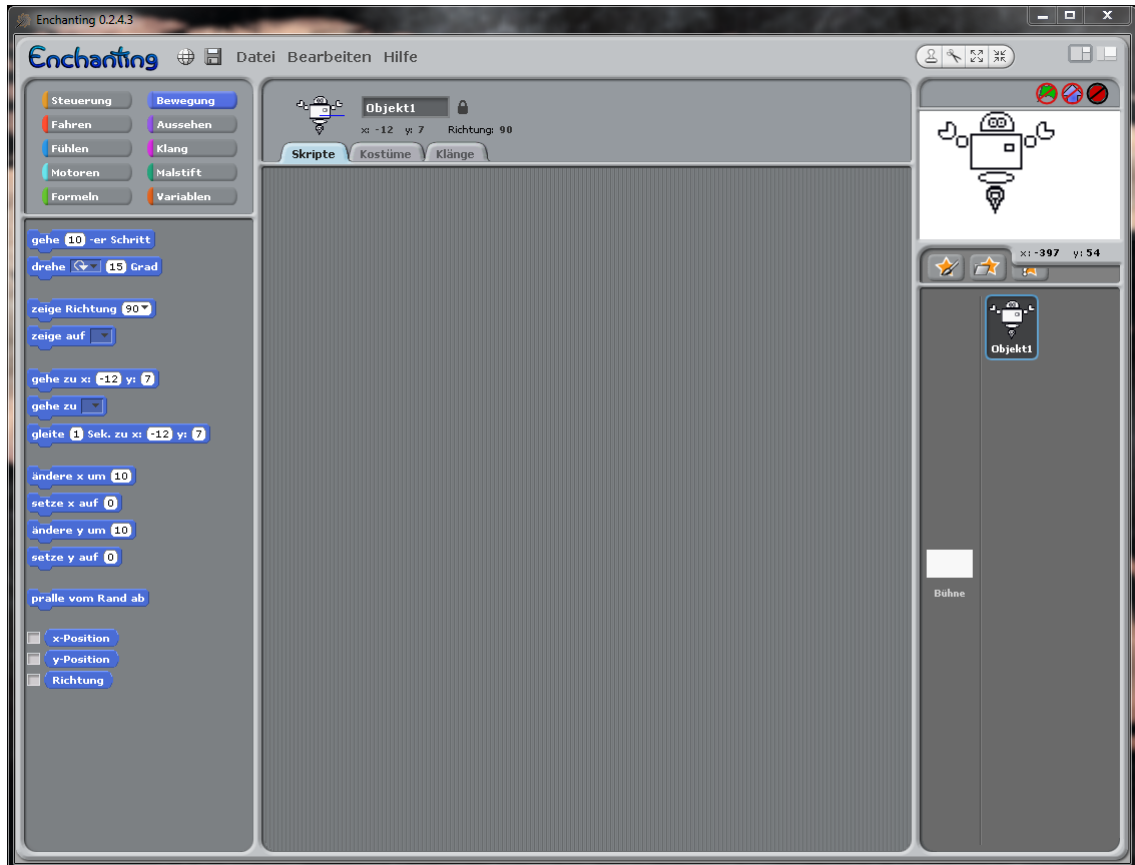 Enchanting 0.2.4.3
Enchanting Datei Bearbeiten Hilfe
Steuerung Bewegung
Fahren Aussehen
Fühlen Klang
Motoren Malstift
Formeln Variablen
Objekt1
x: -12 y: 7 Richtung: 90
Skripte Kostüme Klänge
gehe 10 -er Schritt
drehe 15 Grad
zeige Richtung 90
zeige auf
gehe zu x: -12 y: 7
gehe zu
gleite 1 Sek. zu x: -12 y: 7
ändere x um 10
setze x auf 0
ändere y um 10
setze y auf 0
pralle vom Rand ab
x-Position
y-Position
Richtung
x: -397 y: 54
Objekt1
Bühne